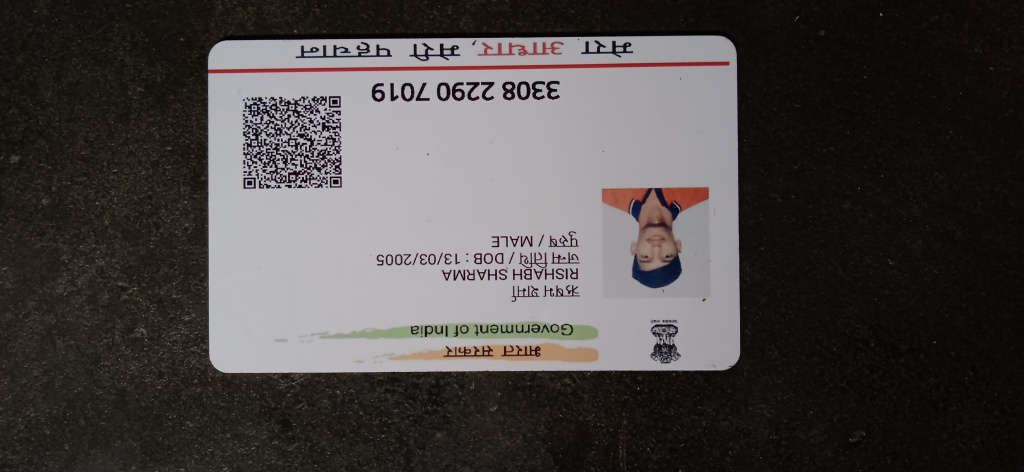 भारत सरकार
Government of India
ऋषभ शर्मा
RISHABH SHARMA
जन्म तिथि / DOB : 13/03/2005
पुरुष / MALE
3308 2290 7019
मेरा आधार, मेरी पहचान